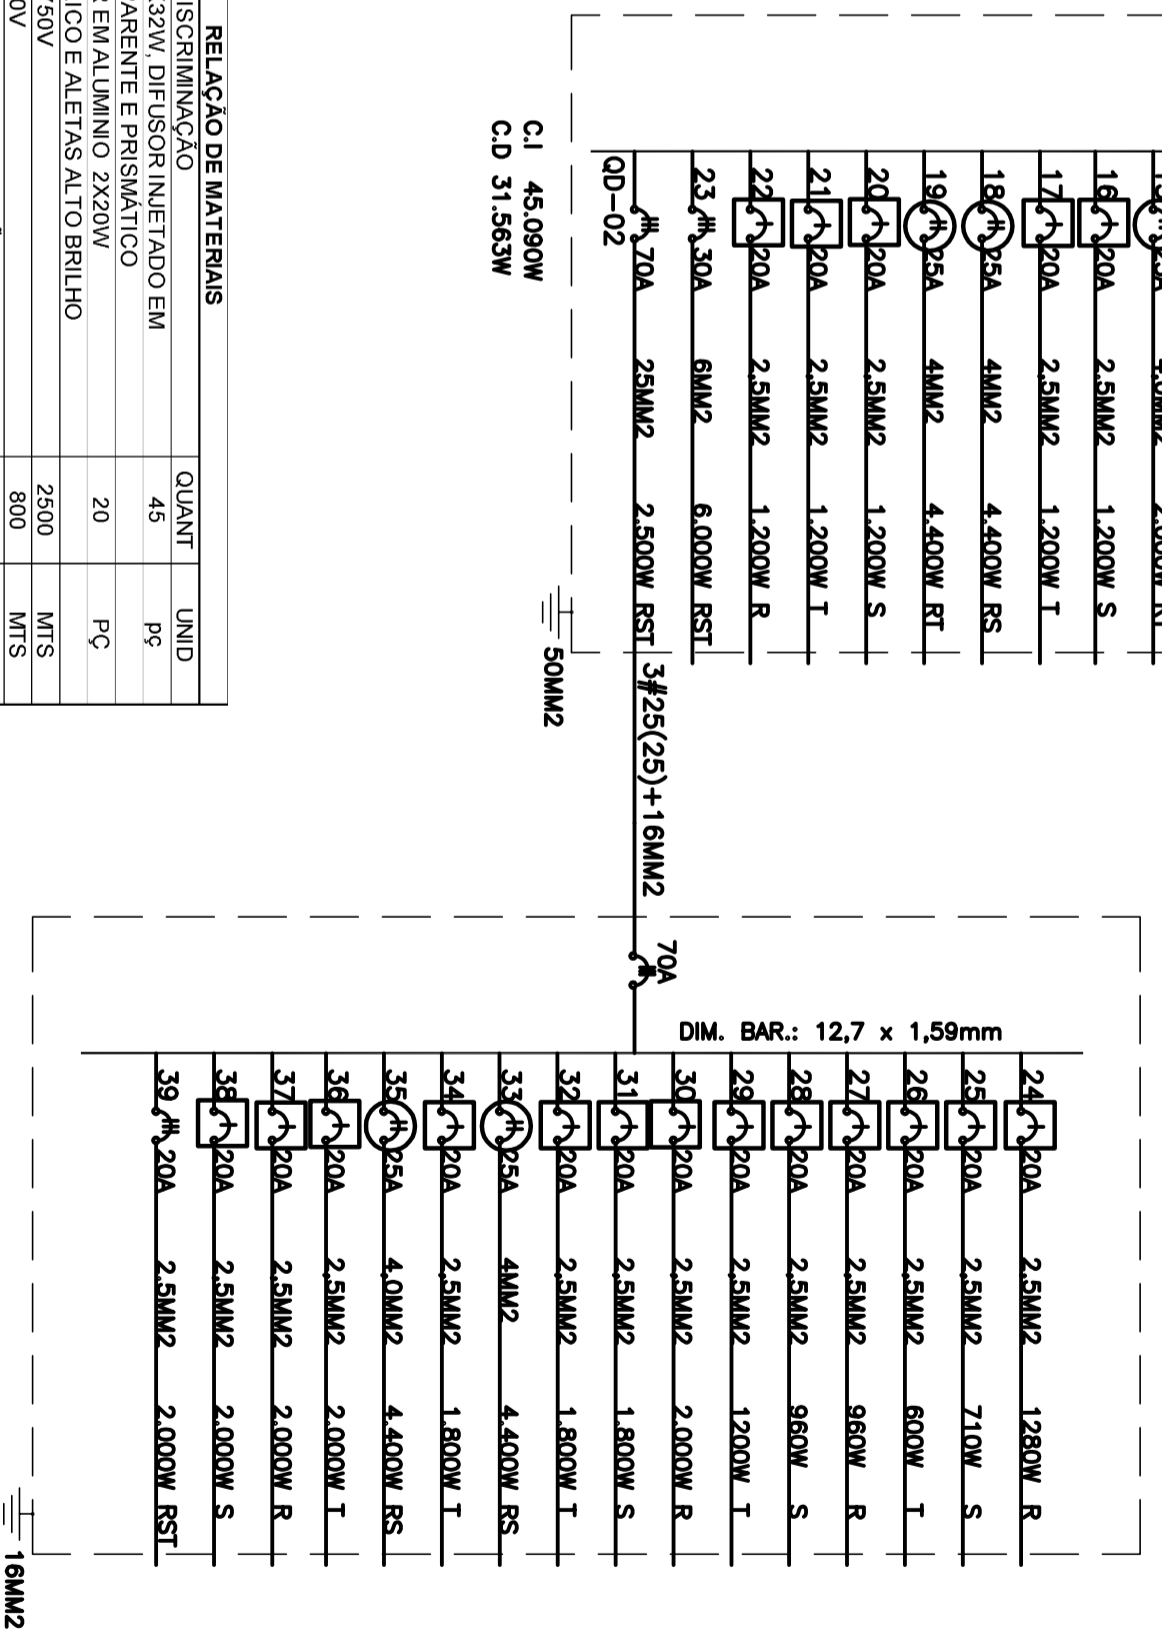 16 20A 2,5MM2 1.200W S
17 20A 2,5MM2 1.200W T
18 25A 4MM2 4.400W RS
19 25A 4MM2 4.400W RT
20 20A 2,5MM2 1.200W S
21 20A 2,5MM2 1.200W T
22 20A 2,5MM2 1.200W R
23 30A 6MM2 6.000W RST
70A 25MM2 2.500W RST
QD-02
3#25(25)+16MM2
50MM2
C.I 45.090W
C.D 31.563W
70A
DIM. BAR.: 12,7 x 1,59mm
24 20A 2,5MM2 1280W R
25 20A 2,5MM2 710W S
26 20A 2,5MM2 600W T
27 20A 2,5MM2 960W R
28 20A 2,5MM2 960W S
29 20A 2,5MM2 1200W T
30 20A 2,5MM2 2.000W R
31 20A 2,5MM2 1.800W S
32 20A 2,5MM2 1.800W T
33 25A 4MM2 4.400W RS
34 20A 2,5MM2 1.800W T
35 25A 4,0MM2 4.400W RS
36 20A 2,5MM2 2.000W T
37 20A 2,5MM2 2.000W R
38 20A 2,5MM2 2.000W S
39 20A 2,5MM2 2.000W RST
16MM2
RELAÇÃO DE MATERIAIS
ISCRIMINAÇÃO QUANT UNID
X32W, DIFUSOR INJETADO EM 45 pç
PARENTE E PRISMÁTICO
R EM ALUMINIO 2X20W 20 PÇ
ICO E ALETAS ALTO BRILHO
750V 2500 MTS
0V 800 MTS